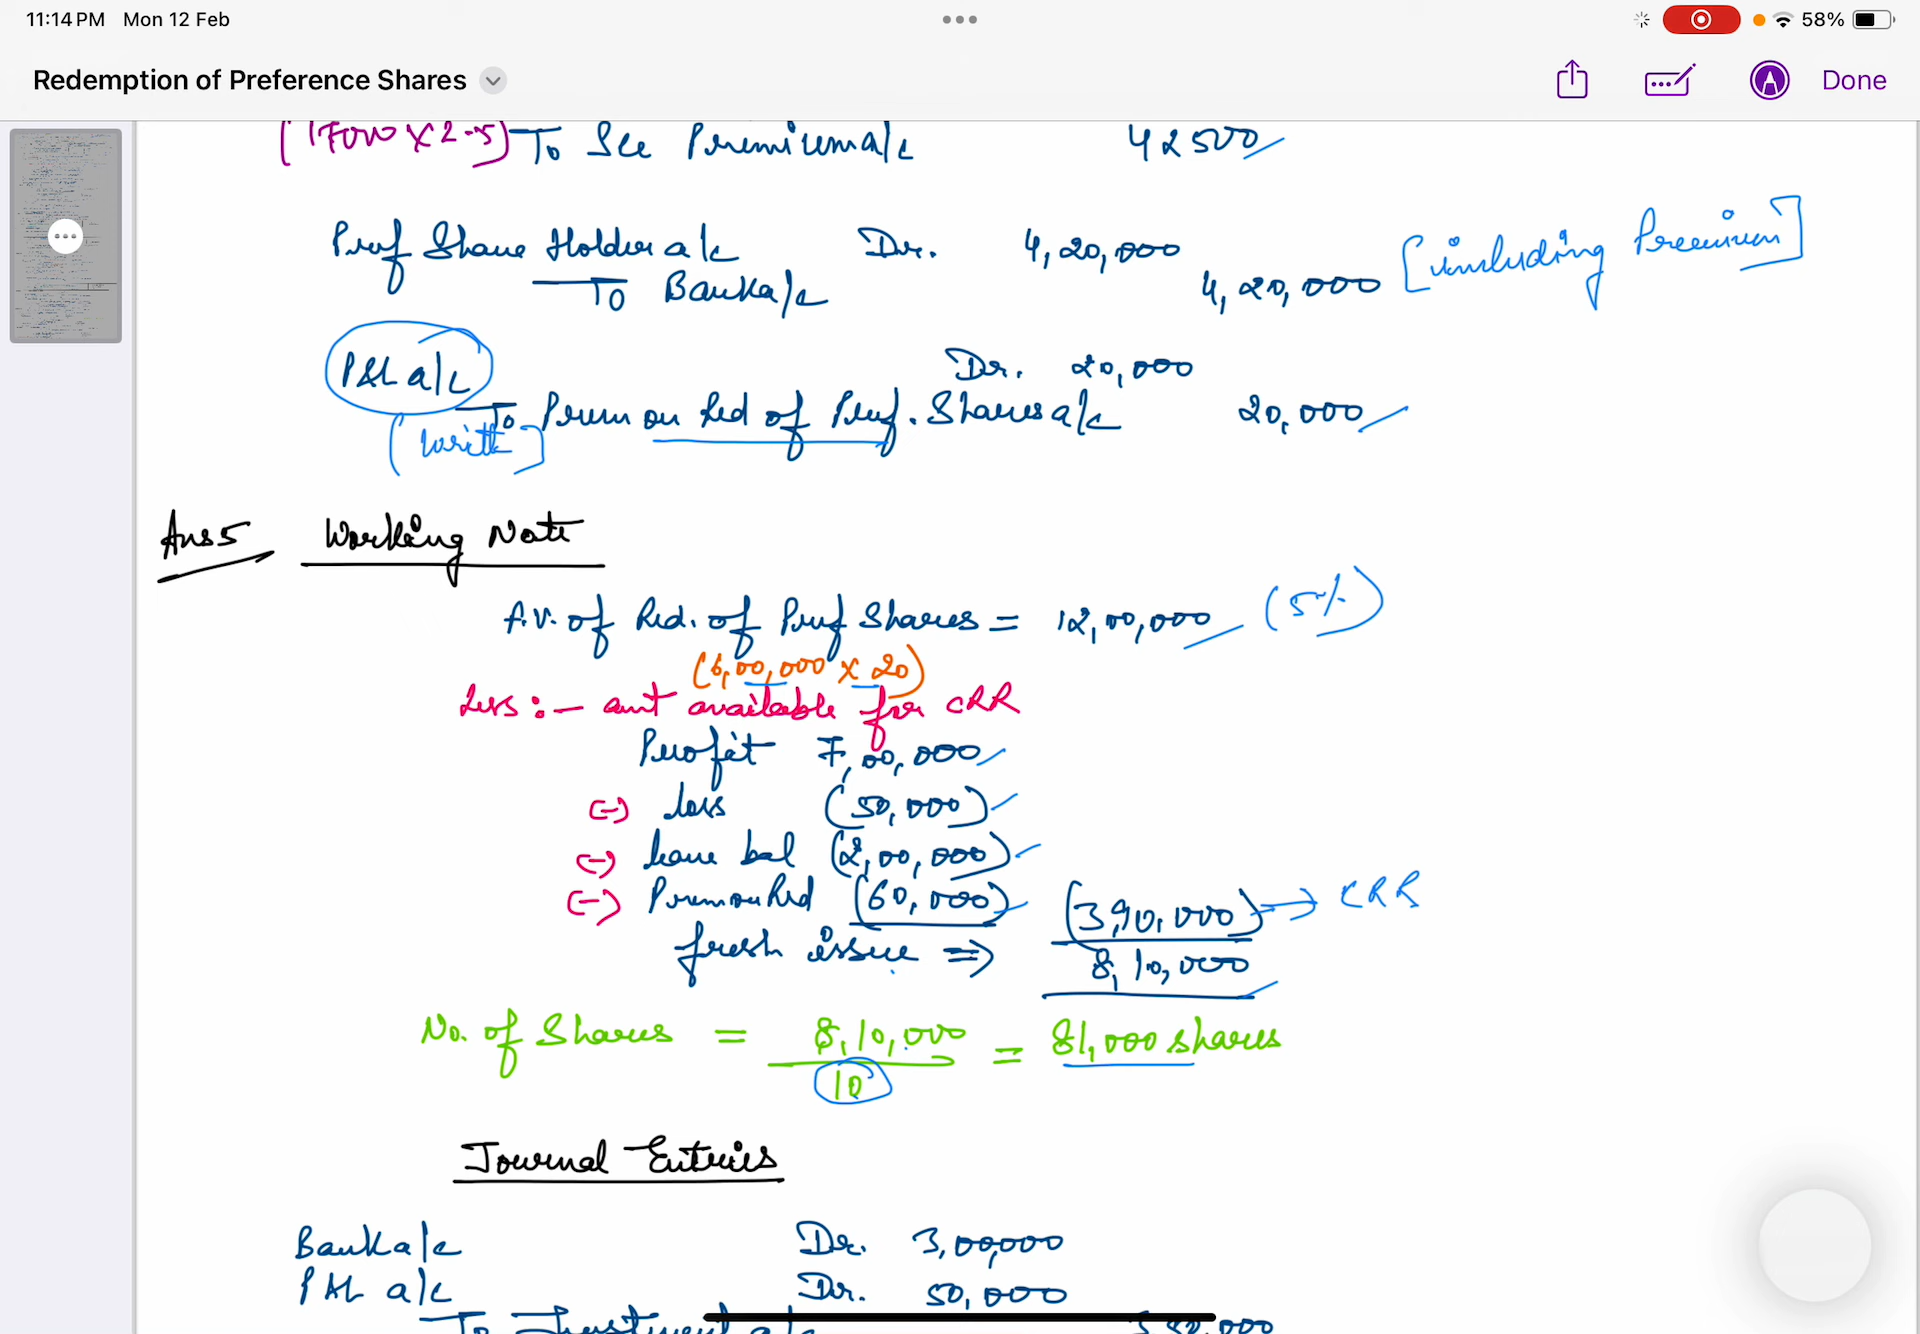 11:14 PM Mon 12 Feb
58%
Redemption of Preference Shares
Done
(17000 x 2.5) To Sec Premium a/c 42500
Pref Share Holder a/c Dr. 4,20,000
To Bank a/c 4,20,000 [including Premium]
P&L a/c Dr. 20,000
To Prem on Red of Pref. Shares a/c 20,000
Ans 5 Working Note
F.V. of Red. of Pref Shares = 12,00,000 (5%)
Less :- amt available for CRR
Profit 7,00,000
(-) loss (50,000)
(-) leave bal (2,00,000)
(-) Prem on Red (60,000) (3,90,000) → CRR
fresh issue ⇒ 8,10,000
No. of Shares = 8,10,000 / 10 = 81,000 shares
Journal Entries
Bank a/c Dr. 3,00,000
P&L a/c Dr. 50,000
To Investment a/c